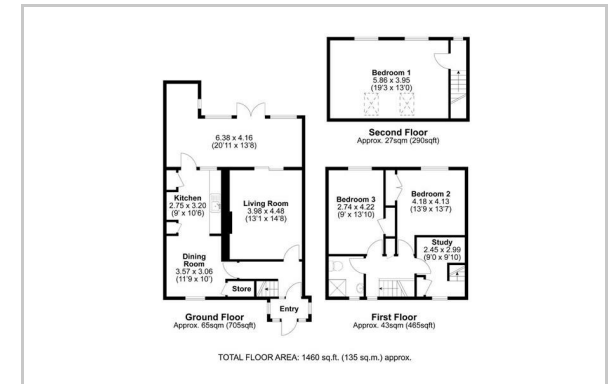 Bedroom 1
5.86 x 3.95
(19'3 x 13'0)
Second Floor
Approx. 27sqm (290sqft)
6.38 x 4.16
(20'11 x 13'8)
Kitchen
2.75 x 3.20
(9' x 10'6)
Living Room
3.98 x 4.48
(13'1 x 14'8)
Dining
Room
3.57 x 3.06
(11'9 x 10')
Store
Entry
Ground Floor
Approx. 65sqm (705sqft)
Bedroom 3
2.74 x 4.22
(9' x 13'10)
Bedroom 2
4.18 x 4.13
(13'9 x 13'7)
Study
2.45 x 2.99
(9'0 x 9'10)
First Floor
Approx. 43sqm (465sqft)
TOTAL FLOOR AREA: 1460 sq.ft. (135 sq.m.) approx.